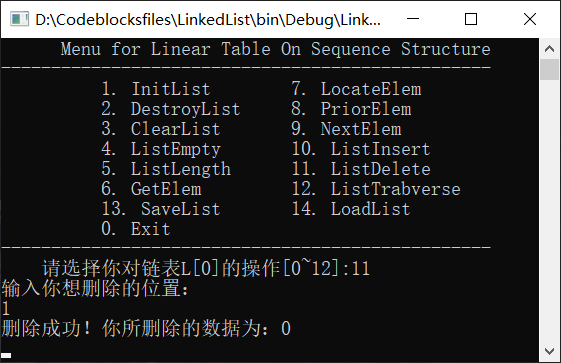 D:\Codeblocksfiles\LinkedList\bin\Debug\Link...
Menu for Linear Table On Sequence Structure
-------------------------------------------------
1. InitList 7. LocateElem
2. DestroyList 8. PriorElem
3. ClearList 9. NextElem
4. ListEmpty 10. ListInsert
5. ListLength 11. ListDelete
6. GetElem 12. ListTrabverse
13. SaveList 14. LoadList
0. Exit
-------------------------------------------------
请选择你对链表L[0]的操作[0~12]:11
输入你想删除的位置：
1
删除成功！你所删除的数据为：0